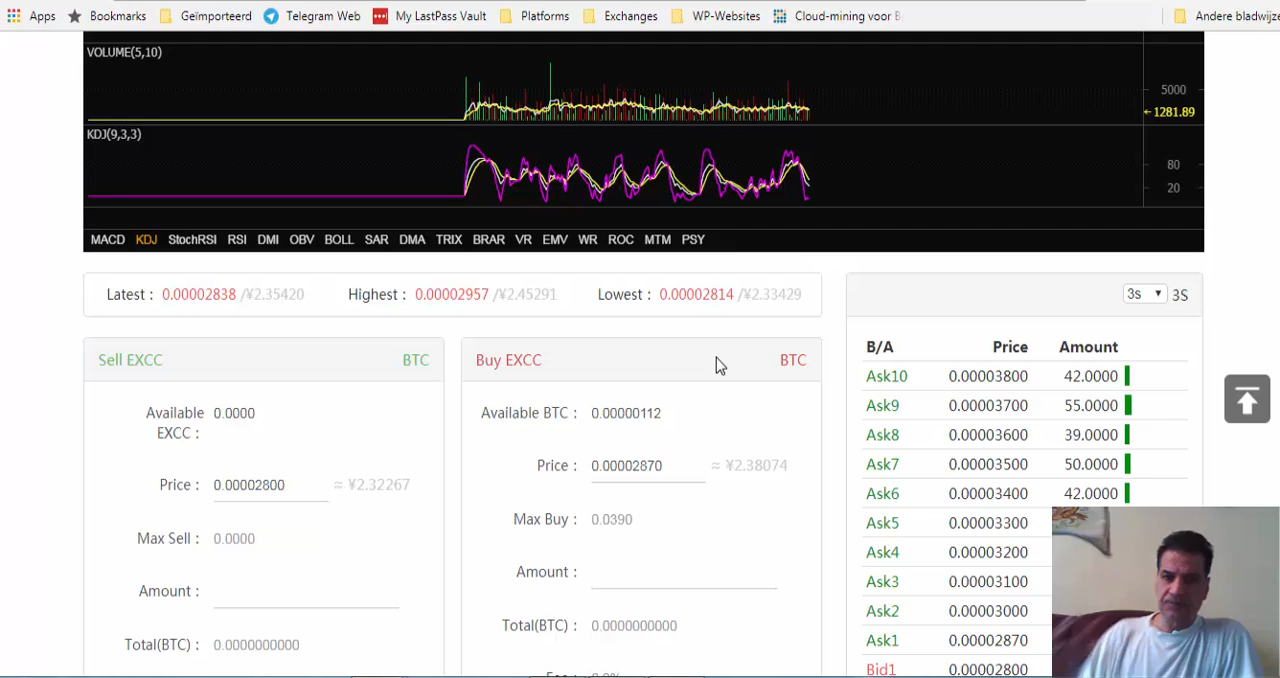 Apps Bookmarks Geïmporteerd Telegram Web My LastPass Vault Platforms Exchanges WP-Websites Cloud-mining voor Andere bladwijze
VOLUME(5,10)
5000
1281.89
KDJ(9,3,3)
80
20
MACD KDJ StochRSI RSI DMI OBV BOLL SAR DMA TRIX BRAR VR EMV WR ROC MTM PSY
Latest : 0.00002838 /¥2.35420 Highest : 0.00002957 /¥2.45291 Lowest : 0.00002814 /¥2.33429
3s 3S
Sell EXCC BTC
Available EXCC : 0.0000
Price : 0.00002800 ≈ ¥2.32267
Max Sell : 0.0000
Amount :
Total(BTC) : 0.0000000000
Buy EXCC BTC
Available BTC : 0.00000112
Price : 0.00002870 ≈ ¥2.38074
Max Buy : 0.0390
Amount :
Total(BTC) : 0.0000000000
B/A Price Amount
Ask10 0.00003800 42.0000
Ask9 0.00003700 55.0000
Ask8 0.00003600 39.0000
Ask7 0.00003500 50.0000
Ask6 0.00003400 42.0000
Ask5 0.00003300
Ask4 0.00003200
Ask3 0.00003100
Ask2 0.00003000
Ask1 0.00002870
Bid1 0.00002800